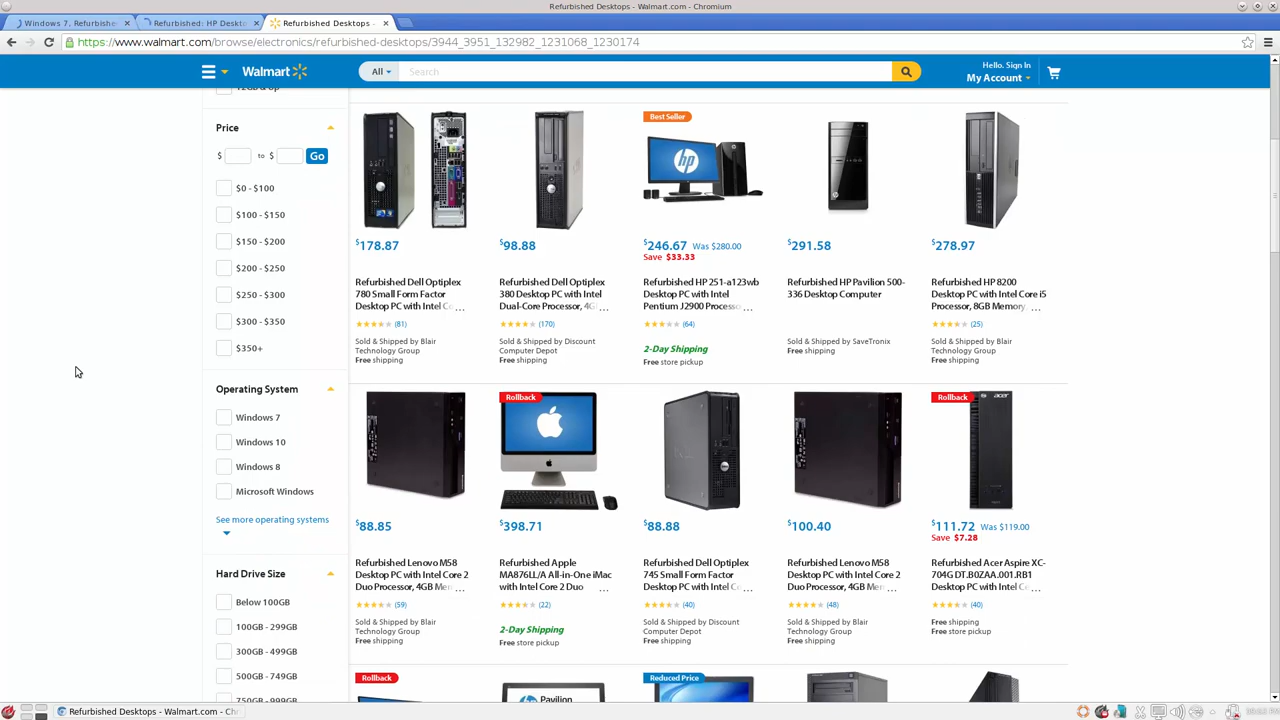 Refurbished Desktops - Walmart.com - Chromium
Windows 7, Refurbishe
Refurbished: HP Deskto
Refurbished Desktops -
https://www.walmart.com/browse/electronics/refurbished-desktops/3944_3951_132982_1231068_1230174
Walmart
All
Search
Hello. Sign In
My Account
12GB & Up
Price
$ to $ Go
$0 - $100
$100 - $150
$150 - $200
$200 - $250
$250 - $300
$300 - $350
$350+
Operating System
Windows 7
Windows 10
Windows 8
Microsoft Windows
See more operating systems
Hard Drive Size
Below 100GB
100GB - 299GB
300GB - 499GB
500GB - 749GB
750GB - 999GB
$178.87
Refurbished Dell Optiplex
780 Small Form Factor
Desktop PC with Intel C...
(81)
Sold & Shipped by Blair
Technology Group
Free shipping
$98.88
Refurbished Dell Optiplex
380 Desktop PC with Intel
Dual-Core Processor, 4G...
(170)
Sold & Shipped by Discount
Computer Depot
Free shipping
Best Seller
hp
$246.67 Was $280.00
Save $33.33
Refurbished HP 251-a123wb
Desktop PC with Intel
Pentium J2900 Processo...
(64)
2-Day Shipping
Free store pickup
$291.58
Refurbished HP Pavilion 500-
336 Desktop Computer
Sold & Shipped by SaveTronix
Free shipping
$278.97
Refurbished HP 8200
Desktop PC with Intel Core i5
Processor, 8GB Memory...
(25)
Sold & Shipped by Blair
Technology Group
Free shipping
$88.85
Refurbished Lenovo M58
Desktop PC with Intel Core 2
Duo Processor, 4GB Me...
(59)
Sold & Shipped by Blair
Technology Group
Free shipping
Rollback
$398.71
Refurbished Apple
MA876LL/A All-in-One iMac
with Intel Core 2 Duo ...
(22)
2-Day Shipping
Free store pickup
$88.88
Refurbished Dell Optiplex
745 Small Form Factor
Desktop PC with Intel C...
(40)
Sold & Shipped by Discount
Computer Depot
Free shipping
$100.40
Refurbished Lenovo M58
Desktop PC with Intel Core 2
Duo Processor, 4GB Me...
(48)
Sold & Shipped by Blair
Technology Group
Free shipping
Rollback
acer
$111.72 Was $119.00
Save $7.28
Refurbished Acer Aspire XC-
704G DT.B0ZAA.001.RB1
Desktop PC with Intel Ce...
(40)
Free shipping
Free store pickup
Rollback
Pavilion
Reduced Price
Refurbished Desktops - Walmart.com - Chr